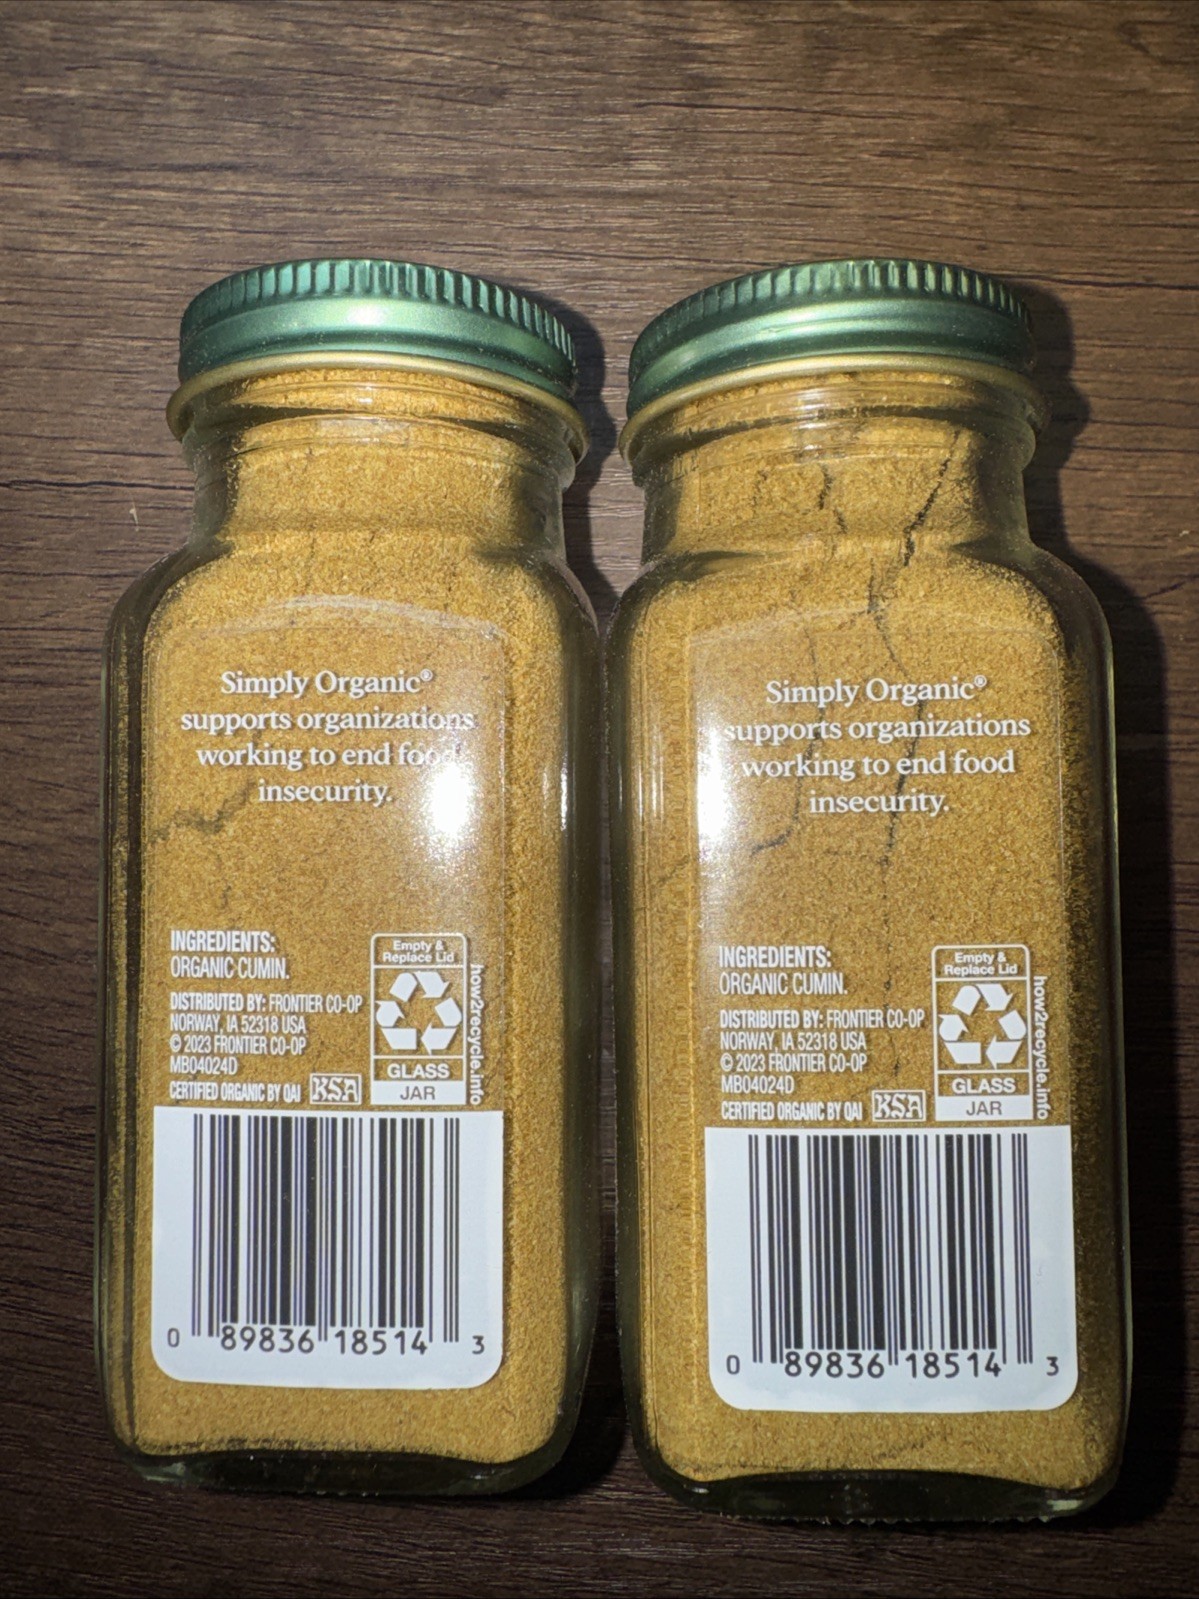 Simply Organic®
supports organizations
working to end food
insecurity.
INGREDIENTS:
ORGANIC CUMIN.
DISTRIBUTED BY: FRONTIER CO-OP
NORWAY, IA 52318 USA
© 2023 FRONTIER CO-OP
MB04024D
CERTIFIED ORGANIC BY QAI
KSA
Empty &
Replace Lid
GLASS
JAR
how2recycle.info
0 89836 18514 3
Simply Organic®
supports organizations
working to end food
insecurity.
INGREDIENTS:
ORGANIC CUMIN.
DISTRIBUTED BY: FRONTIER CO-OP
NORWAY, IA 52318 USA
© 2023 FRONTIER CO-OP
MB04024D
CERTIFIED ORGANIC BY QAI
KSA
Empty &
Replace Lid
GLASS
JAR
how2recycle.info
0 89836 18514 3